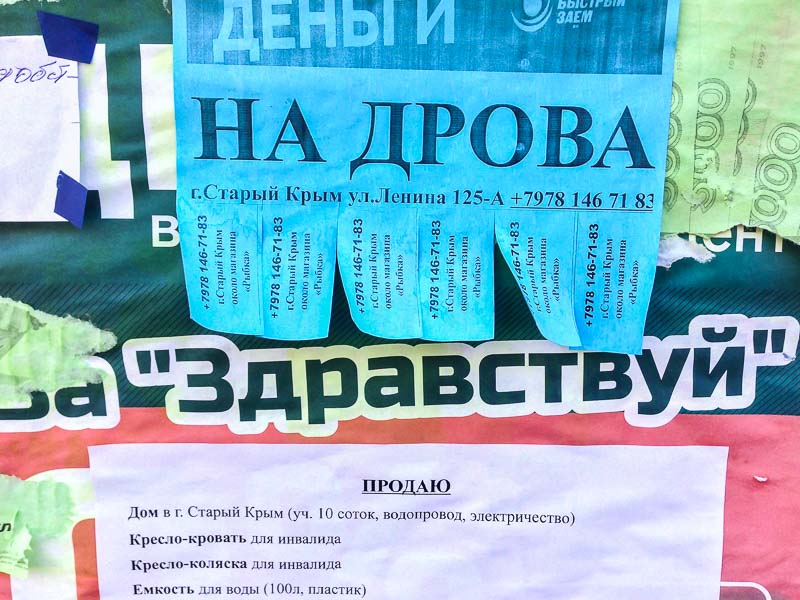 ДЕНЬГИ
БЫСТРЫЙ
ЗАЕМ
НА ДРОВА
г.Старый Крым ул.Ленина 125-А +7978 146 71 83
+7978 146-71-83
г.Старый Крым
около магазина
«Рыбка»
+7978 146-71-83
г.Старый Крым
около магазина
«Рыбка»
+7978 146-71-83
г.Старый Крым
около магазина
«Рыбка»
+7978 146-71-83
г.Старый Крым
около магазина
«Рыбка»
146-71-83
г.Старый Крым
около магазина
«Рыбка»
+7978 146-71-83
г.Старый Крым
около магазина
«Рыбка»
1997
1997
"Здравствуй"
ПРОДАЮ
Дом в г. Старый Крым (уч. 10 соток, водопровод, электричество)
Кресло-кровать для инвалида
Кресло-коляска для инвалида
Емкость для воды (100л, пластик)